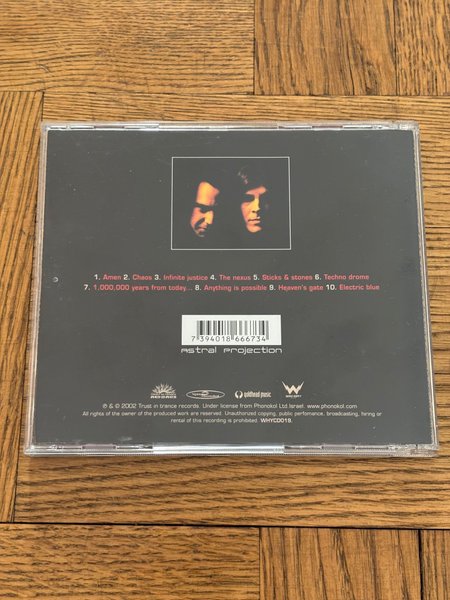 1. Amen 2. Chaos 3. Infinite justice 4. The nexus 5. Sticks & stones 6. Techno drome
7. 1,000,000 years from today... 8. Anything is possible 9. Heaven's gate 10. Electric blue
7 394018 666734
Astral Projection
℗ & © 2002 Trust in trance records. Under license from Phonokol Ltd.Israel. www.phonokol.com.
All rights of the owner of the produced work are reserved. Unauthorized copying, public perfomance, broadcasting, hiring or
rental of this recording is prohibited. WHYCD019.